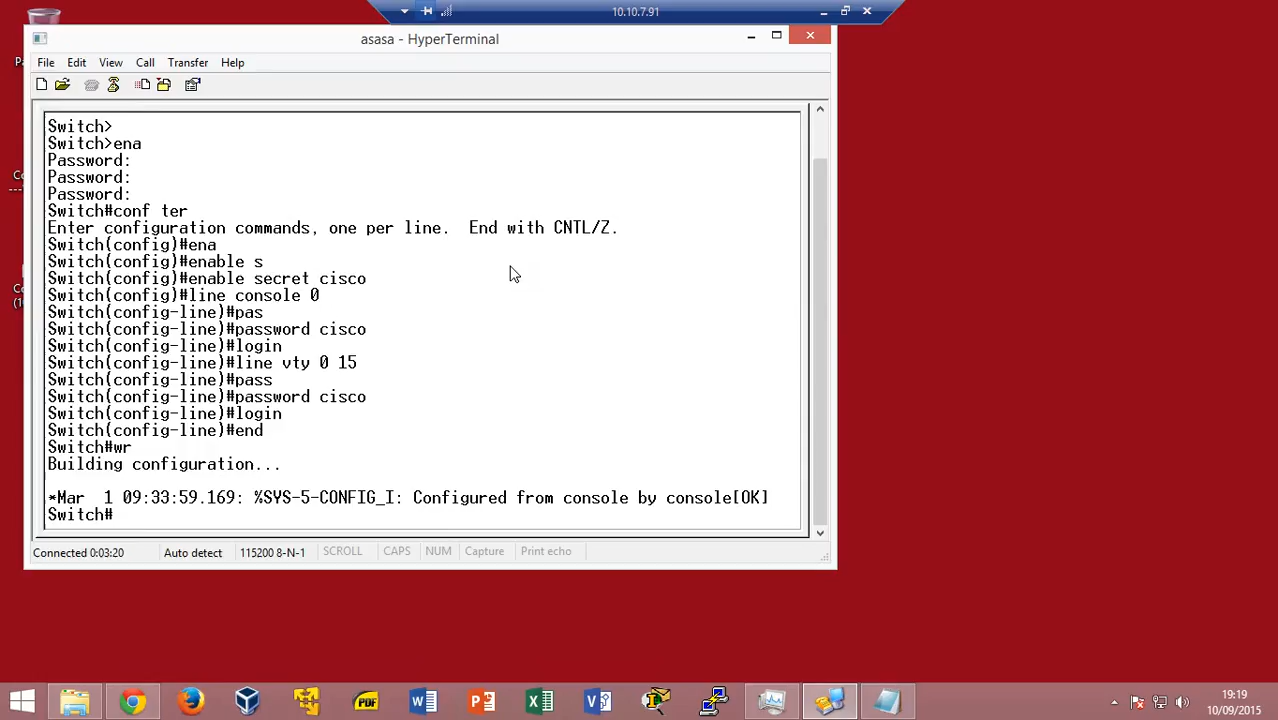 10.10.7.91
asasa - HyperTerminal
File Edit View Call Transfer Help
Switch>
Switch>ena
Password:
Password:
Password:
Switch#conf ter
Enter configuration commands, one per line.  End with CNTL/Z.
Switch(config)#ena
Switch(config)#enable s
Switch(config)#enable secret cisco
Switch(config)#line console 0
Switch(config-line)#pas
Switch(config-line)#password cisco
Switch(config-line)#login
Switch(config-line)#line vty 0 15
Switch(config-line)#pass
Switch(config-line)#password cisco
Switch(config-line)#login
Switch(config-line)#end
Switch#wr
Building configuration...
*Mar  1 09:33:59.169: %SYS-5-CONFIG_I: Configured from console by console[OK]
Switch#
Connected 0:03:20 Auto detect 115200 8-N-1 SCROLL CAPS NUM Capture Print echo
PDF
19:19
10/09/2015